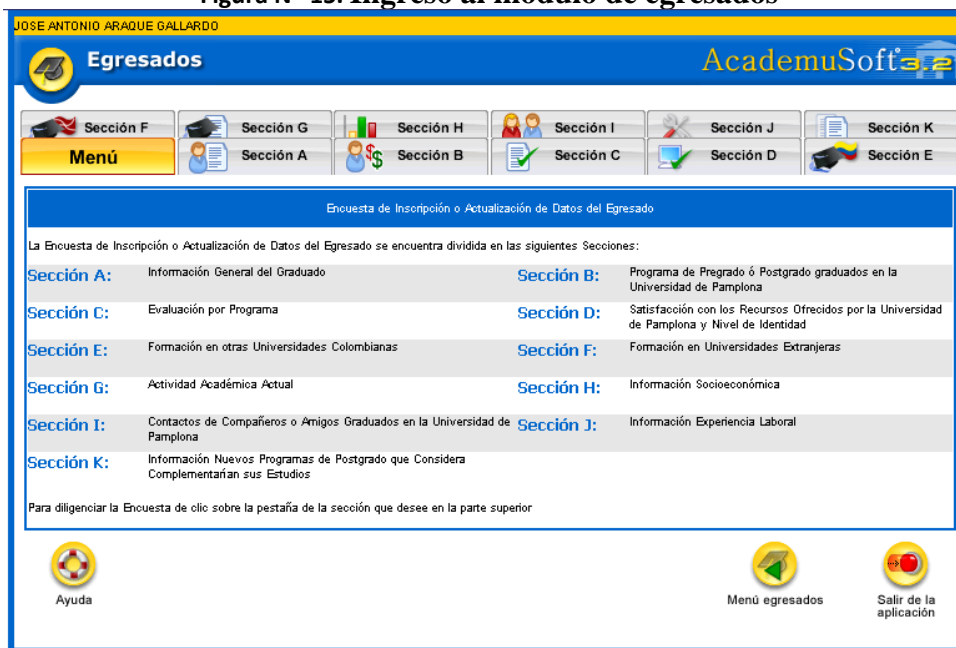 Figura N° 13. Ingreso al módulo de egresados
JOSE ANTONIO ARAQUE GALLARDO
Egresados
AcademuSoft 3.2
Sección F
Sección G
Sección H
Sección I
Sección J
Sección K
Menú
Sección A
Sección B
Sección C
Sección D
Sección E
Encuesta de Inscripción o Actualización de Datos del Egresado
La Encuesta de Inscripción o Actualización de Datos del Egresado se encuentra dividida en las siguientes Secciones:
Sección A:
Información General del Graduado
Sección B:
Programa de Pregrado ó Postgrado graduados en la
Universidad de Pamplona
Sección C:
Evaluación por Programa
Sección D:
Satisfacción con los Recursos Ofrecidos por la Universidad
de Pamplona y Nivel de Identidad
Sección E:
Formación en otras Universidades Colombianas
Sección F:
Formación en Universidades Extranjeras
Sección G:
Actividad Académica Actual
Sección H:
Información Socioeconómica
Sección I:
Contactos de Compañeros o Amigos Graduados en la Universidad de
Pamplona
Sección J:
Información Experiencia Laboral
Sección K:
Información Nuevos Programas de Postgrado que Considera
Complementarían sus Estudios
Para diligenciar la Encuesta de clic sobre la pestaña de la sección que desee en la parte superior
Ayuda
Menú egresados
Salir de la
aplicación